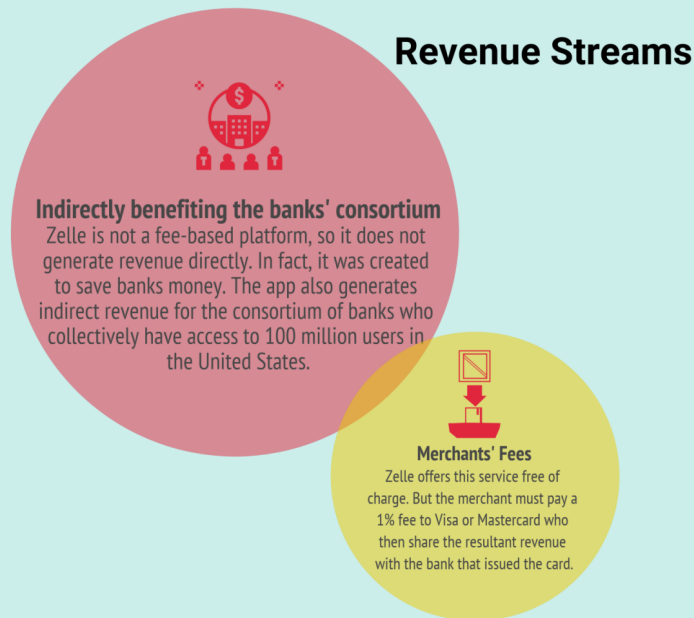 Revenue Streams
$
Indirectly benefiting the banks' consortium
Zelle is not a fee-based platform, so it does not
generate revenue directly. In fact, it was created
to save banks money. The app also generates
indirect revenue for the consortium of banks who
collectively have access to 100 million users in
the United States.
Merchants' Fees
Zelle offers this service free of
charge. But the merchant must pay a
1% fee to Visa or Mastercard who
then share the resultant revenue
with the bank that issued the card.